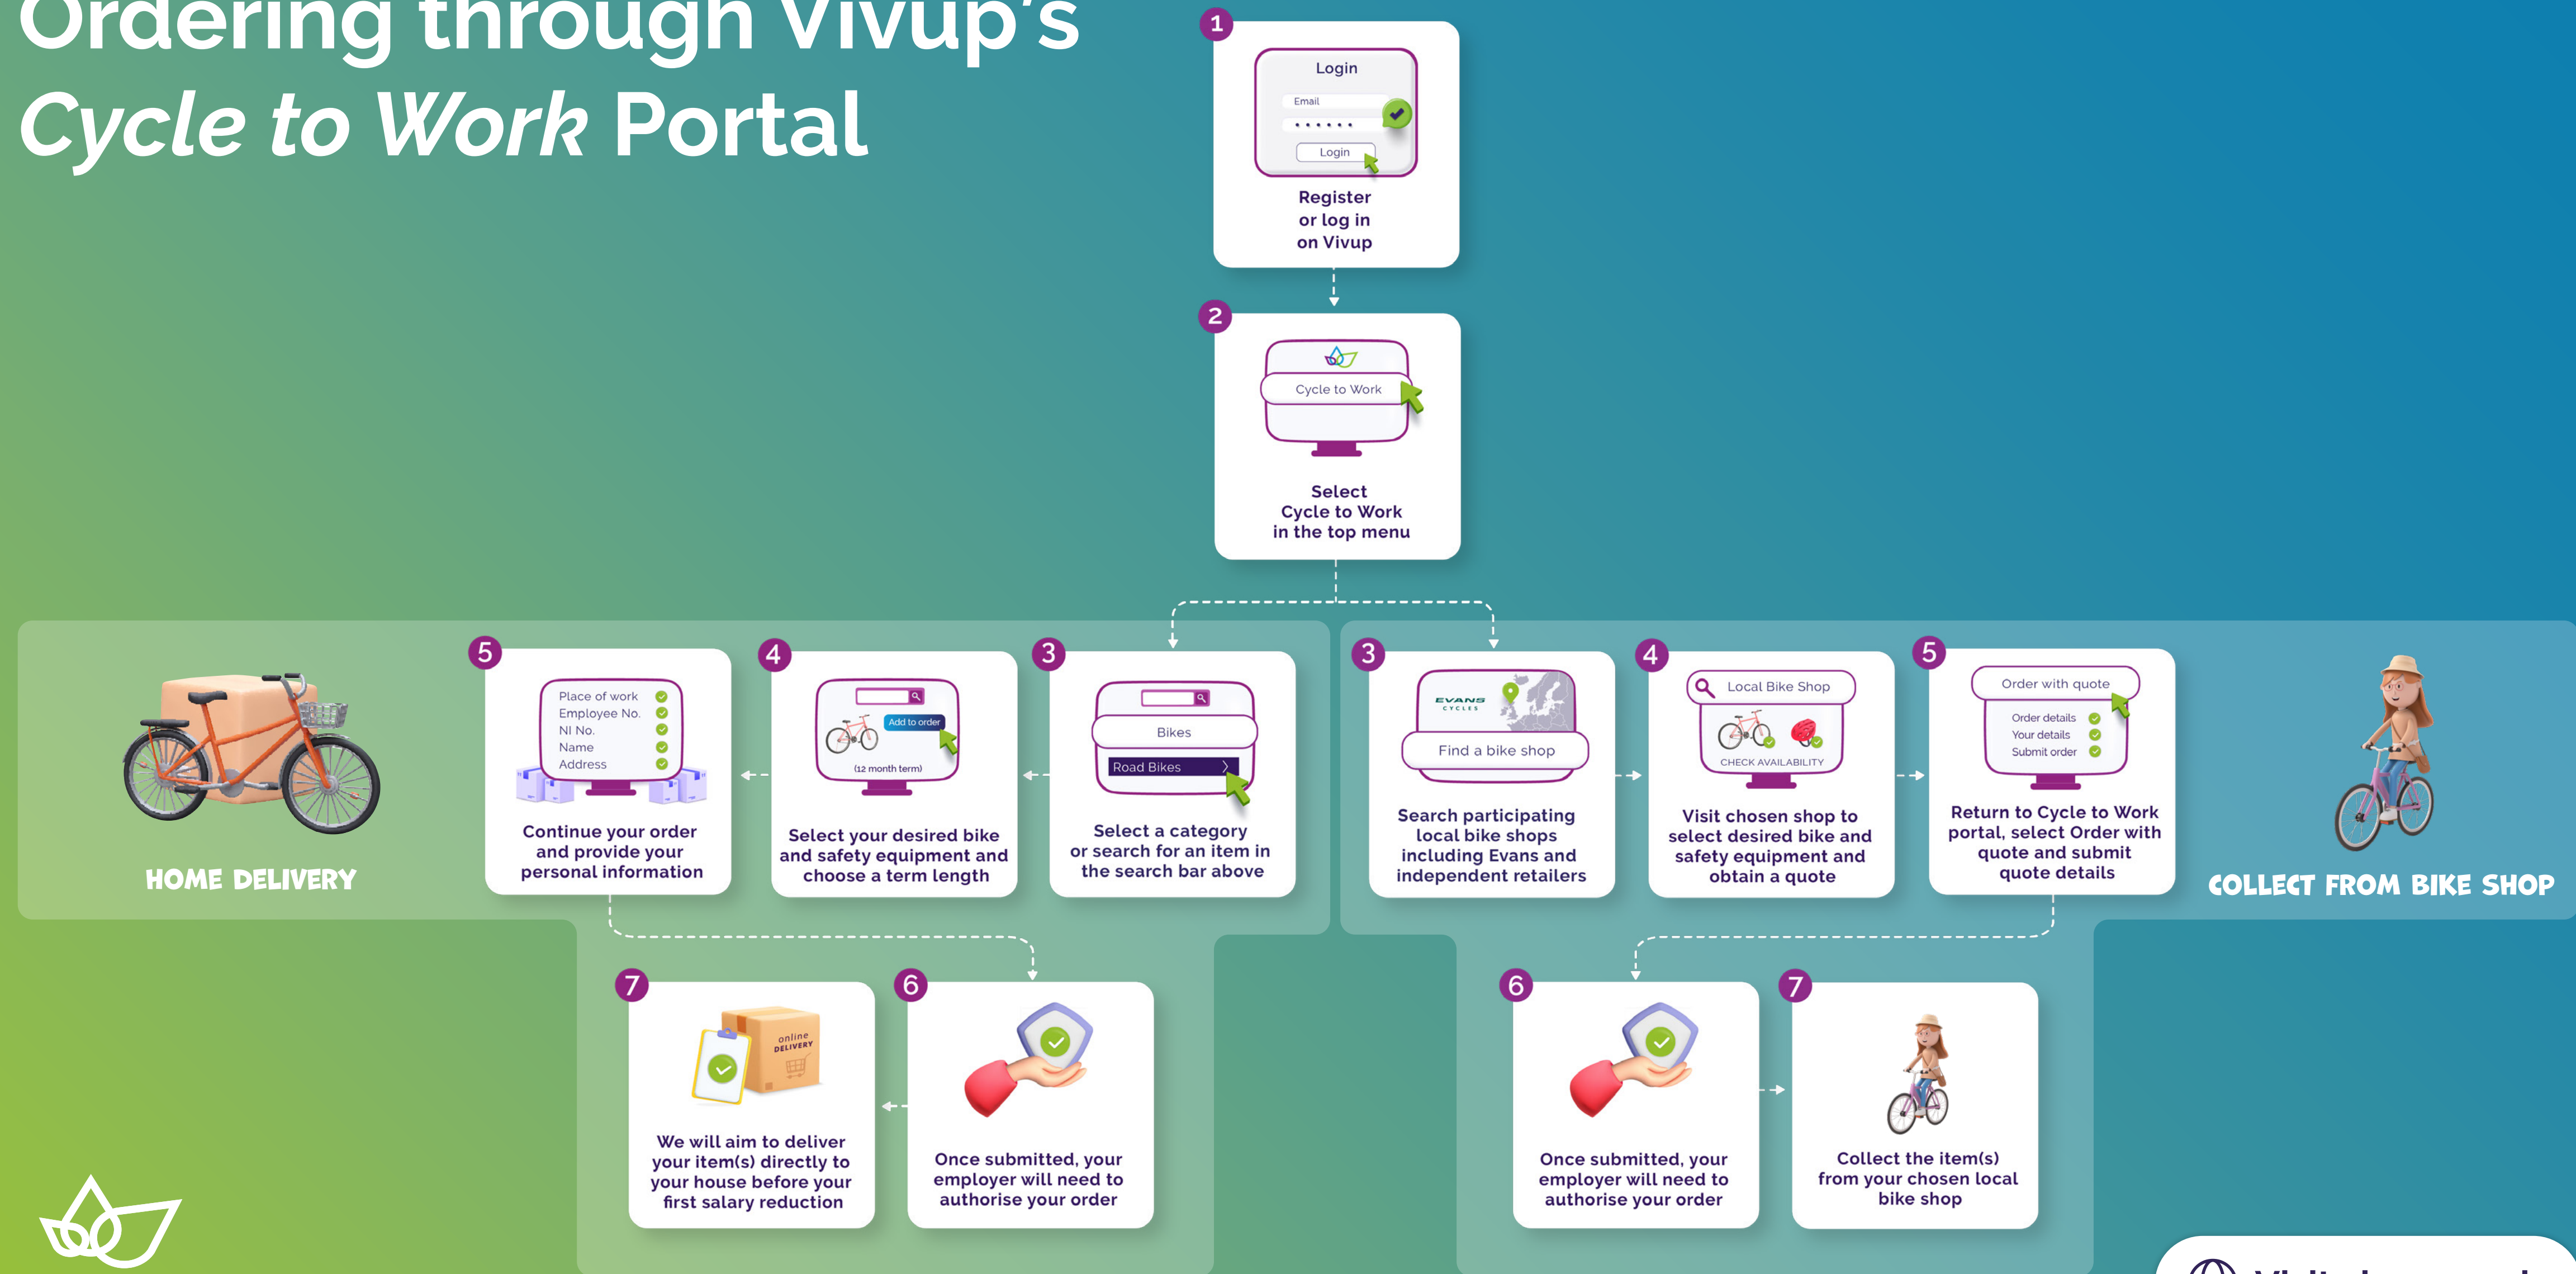 Ordering through Vivup's
Cycle to Work Portal
1
Login
Email
Login
Register
or log in
on Vivup
2
Cycle to Work
Select
Cycle to Work
in the top menu
HOME DELIVERY
3
Bikes
Road Bikes
Select a category
or search for an item in
the search bar above
4
Add to order
(12 month term)
Select your desired bike
and safety equipment and
choose a term length
5
Place of work
Employee No.
NI No.
Name
Address
Continue your order
and provide your
personal information
6
Once submitted, your
employer will need to
authorise your order
7
online
DELIVERY
We will aim to deliver
your item(s) directly to
your house before your
first salary reduction
COLLECT FROM BIKE SHOP
3
EVANS
CYCLES
Find a bike shop
Search participating
local bike shops
including Evans and
independent retailers
4
Local Bike Shop
CHECK AVAILABILITY
Visit chosen shop to
select desired bike and
safety equipment and
obtain a quote
5
Order with quote
Order details
Your details
Submit order
Return to Cycle to Work
portal, select Order with
quote and submit
quote details
6
Once submitted, your
employer will need to
authorise your order
7
Collect the item(s)
from your chosen local
bike shop